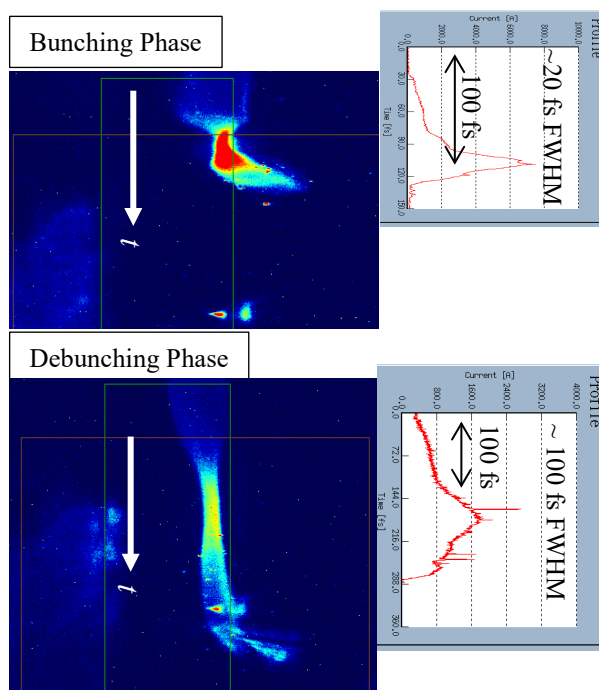 Bunching Phase
t
Profile
Current [A]
0.0 2000.0 4000.0 6000.0 8000.0 1000.0
0.0
30.0
60.0
90.0
120.0
150.0
Time [fs]
100 fs
~20 fs FWHM
Debunching Phase
t
Profile
Current [A]
0.0 800.0 1600.0 2400.0 3200.0 4000.0
0.0
72.0
144.0
216.0
288.0
360.0
Time [fs]
100 fs
~ 100 fs FWHM